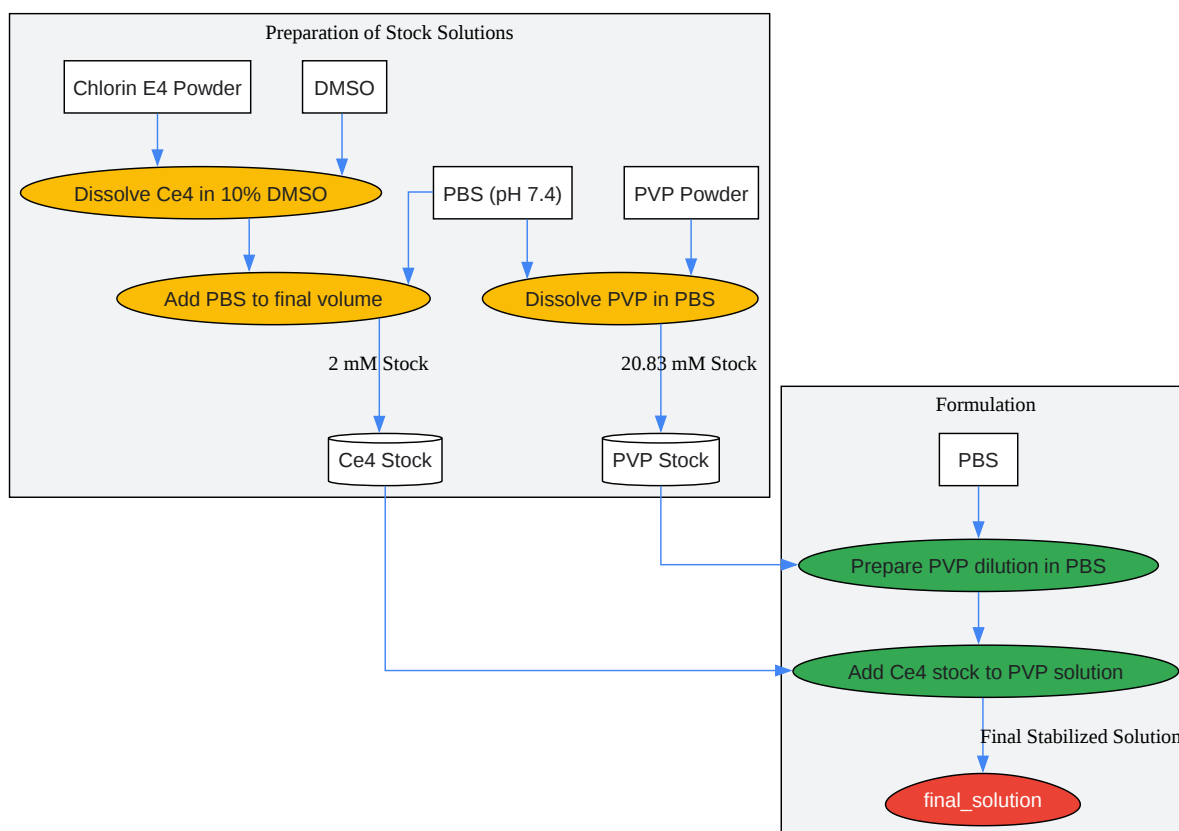 Preparation of Stock Solutions
Chlorin E4 Powder
DMSO
Dissolve Ce4 in 10% DMSO
PBS (pH 7.4)
PVP Powder
Add PBS to final volume
Dissolve PVP in PBS
2 mM Stock
20.83 mM Stock
Ce4 Stock
PVP Stock
Formulation
PBS
Prepare PVP dilution in PBS
Add Ce4 stock to PVP solution
Final Stabilized Solution
final_solution